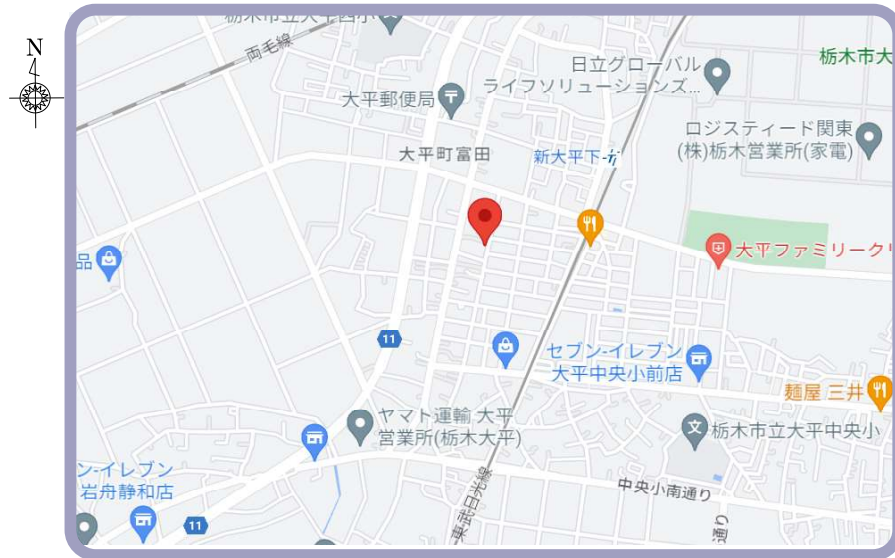 N
栃木市立大平西小
両毛線
日立グローバル
ライフソリューションズ...
栃木市大
大平郵便局
ロジスティード関東
(株)栃木営業所(家電)
大平町富田
新大平下
大平ファミリーク
品
11
セブン-イレブン
大平中央小前店
麺屋 三井
ヤマト運輸 大平
営業所(栃木大平)
文
栃木市立大平中央小
ン-イレブン
岩舟静和店
中央小南通り
11
東武日光線
通り